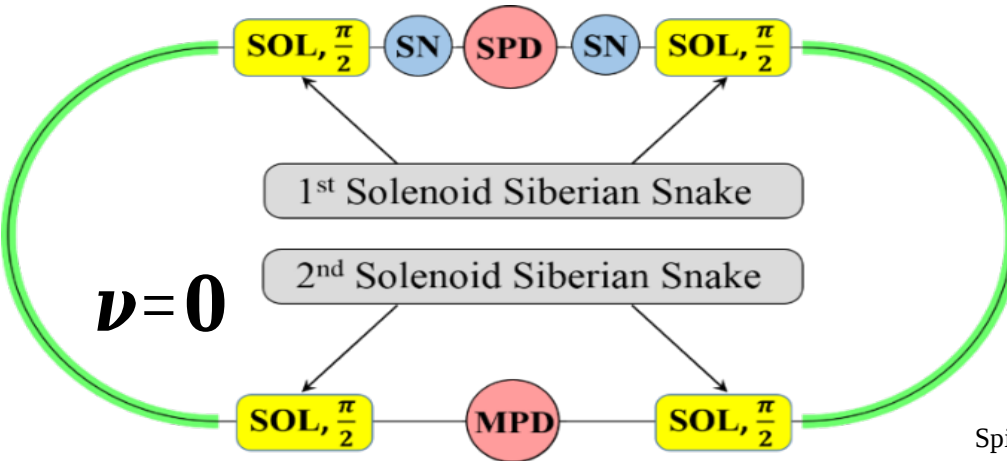 SOL, π/2 SN SPD SN SOL, π/2
1st Solenoid Siberian Snake
2nd Solenoid Siberian Snake
ν=0
SOL, π/2 MPD SOL, π/2
Spi